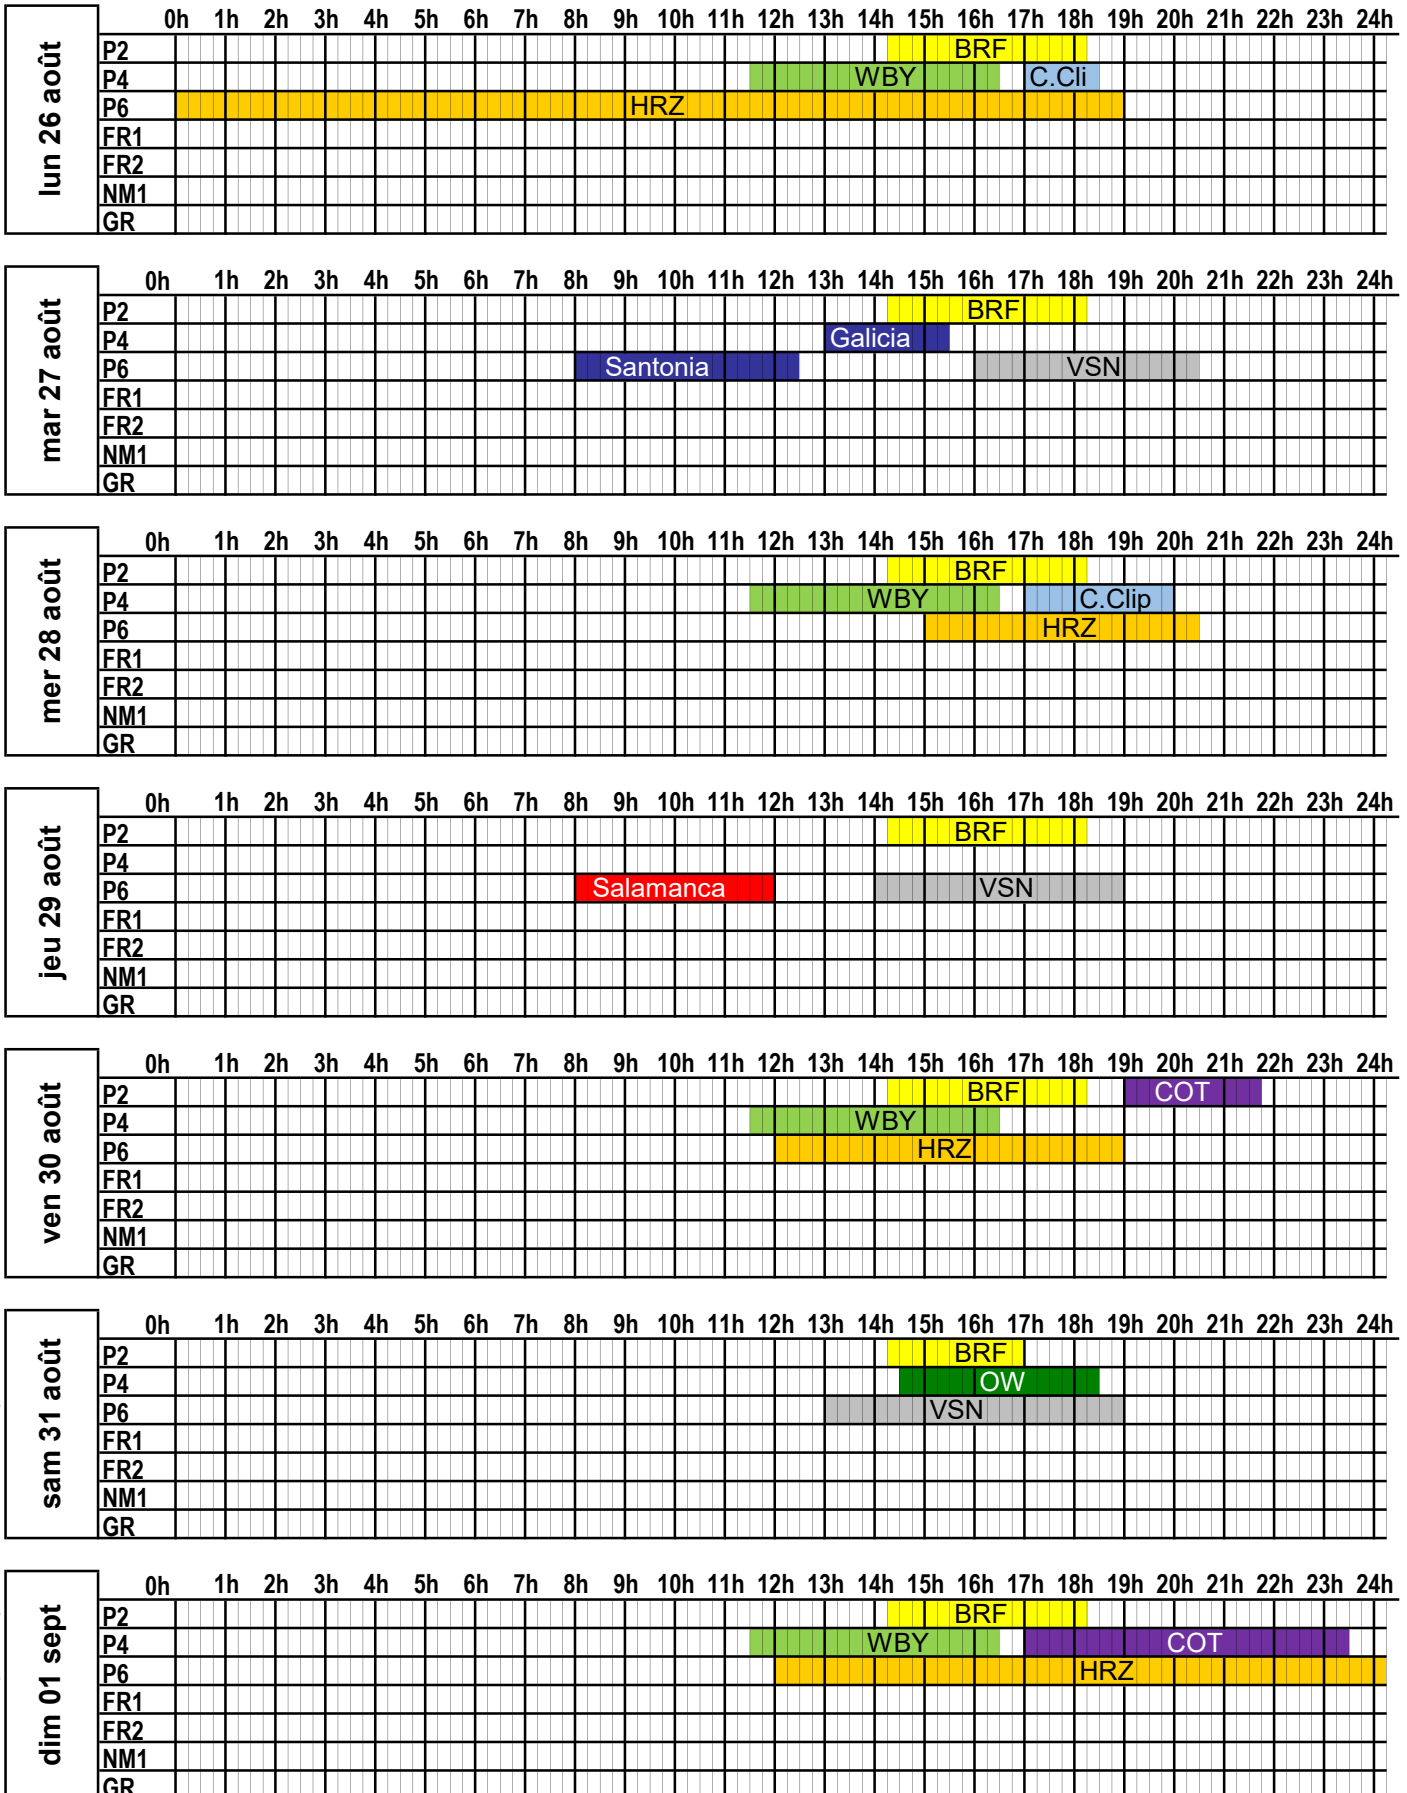 0h 1h 2h 3h 4h 5h 6h 7h 8h 9h 10h 11h 12h 13h 14h 15h 16h 17h 18h 19h 20h 21h 22h 23h 24h
lun 26 août
P2 BRF
P4 WBY C.Cli
P6 HRZ
FR1
FR2
NM1
GR
0h 1h 2h 3h 4h 5h 6h 7h 8h 9h 10h 11h 12h 13h 14h 15h 16h 17h 18h 19h 20h 21h 22h 23h 24h
mar 27 août
P2 BRF
P4 Galicia
P6 Santonia VSN
FR1
FR2
NM1
GR
0h 1h 2h 3h 4h 5h 6h 7h 8h 9h 10h 11h 12h 13h 14h 15h 16h 17h 18h 19h 20h 21h 22h 23h 24h
mer 28 août
P2 BRF
P4 WBY C.Clip
P6 HRZ
FR1
FR2
NM1
GR
0h 1h 2h 3h 4h 5h 6h 7h 8h 9h 10h 11h 12h 13h 14h 15h 16h 17h 18h 19h 20h 21h 22h 23h 24h
jeu 29 août
P2 BRF
P4
P6 Salamanca VSN
FR1
FR2
NM1
GR
0h 1h 2h 3h 4h 5h 6h 7h 8h 9h 10h 11h 12h 13h 14h 15h 16h 17h 18h 19h 20h 21h 22h 23h 24h
ven 30 août
P2 BRF COT
P4 WBY
P6 HRZ
FR1
FR2
NM1
GR
0h 1h 2h 3h 4h 5h 6h 7h 8h 9h 10h 11h 12h 13h 14h 15h 16h 17h 18h 19h 20h 21h 22h 23h 24h
sam 31 août
P2 BRF
P4 OW
P6 VSN
FR1
FR2
NM1
GR
0h 1h 2h 3h 4h 5h 6h 7h 8h 9h 10h 11h 12h 13h 14h 15h 16h 17h 18h 19h 20h 21h 22h 23h 24h
dim 01 sept
P2 BRF
P4 WBY COT
P6 HRZ
FR1
FR2
NM1
GR